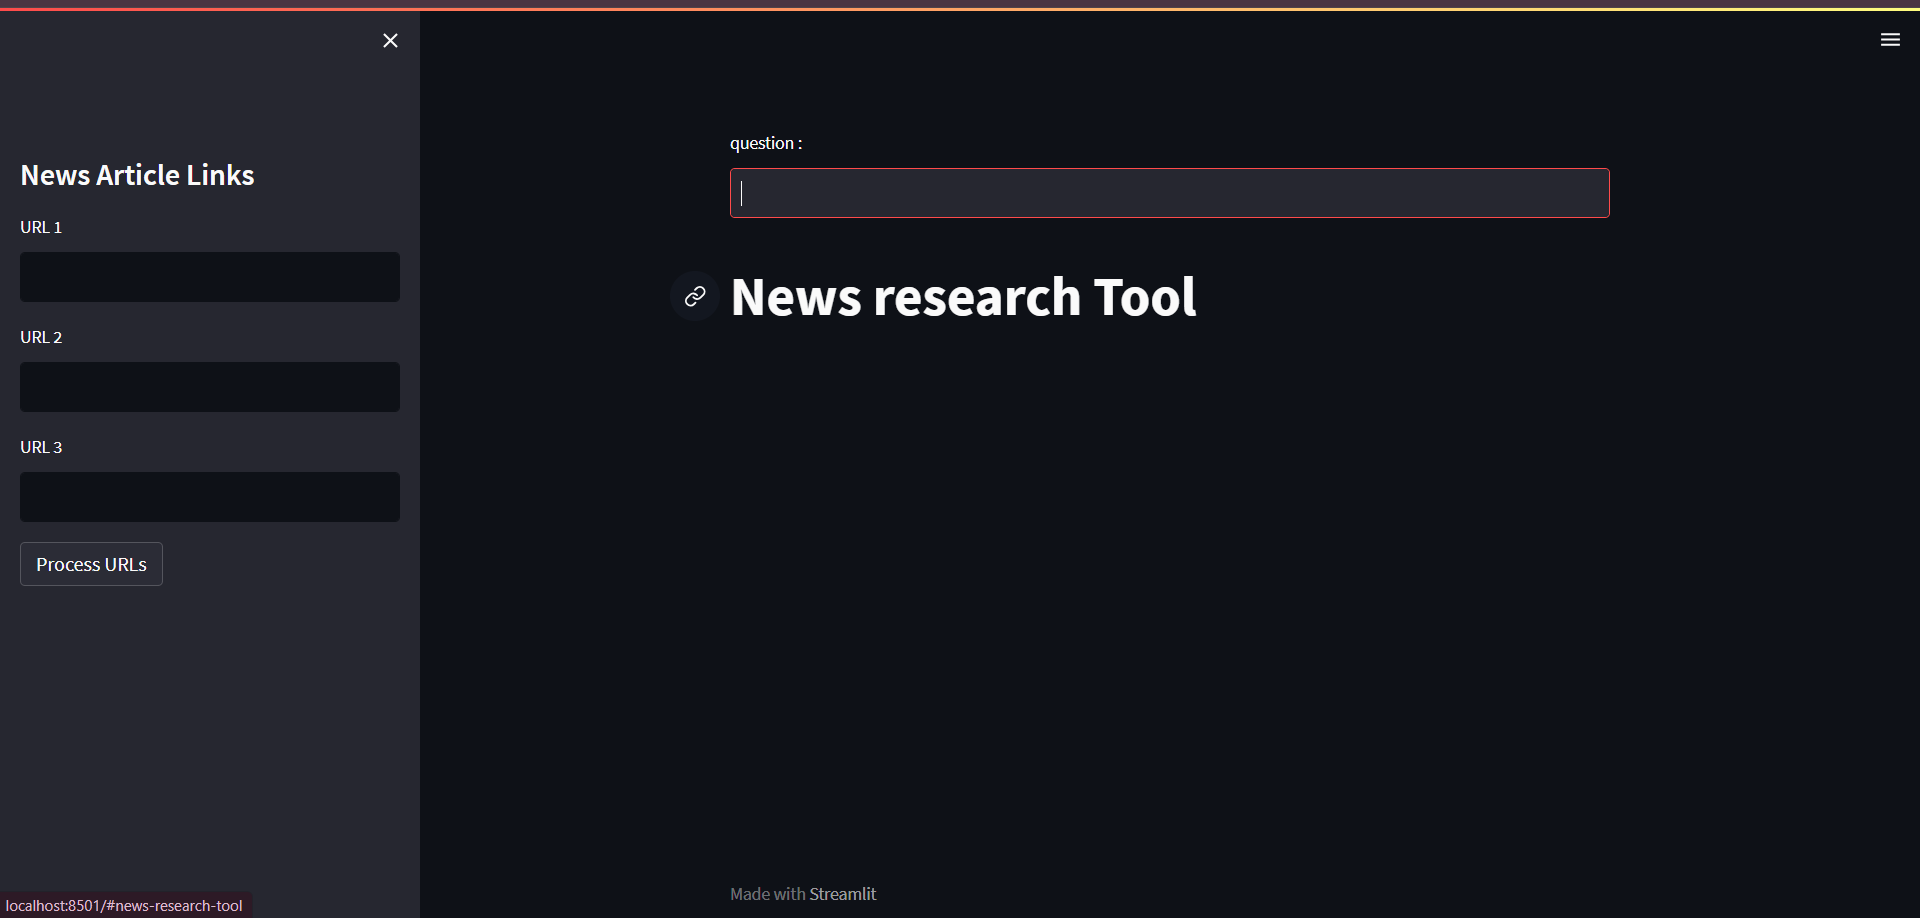 News Article Links
URL 1
URL 2
URL 3
Process URLs
question :
News research Tool
Made with Streamlit
localhost:8501/#news-research-tool